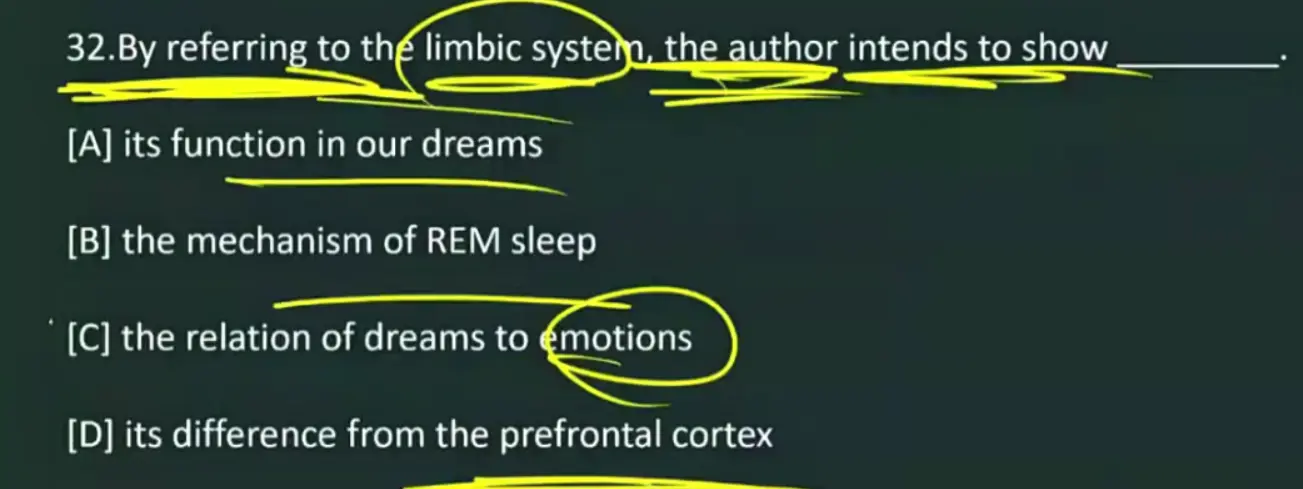 32.By referring to the limbic system, the author intends to show __________.
[A] its function in our dreams
[B] the mechanism of REM sleep
[C] the relation of dreams to emotions
[D] its difference from the prefrontal cortex